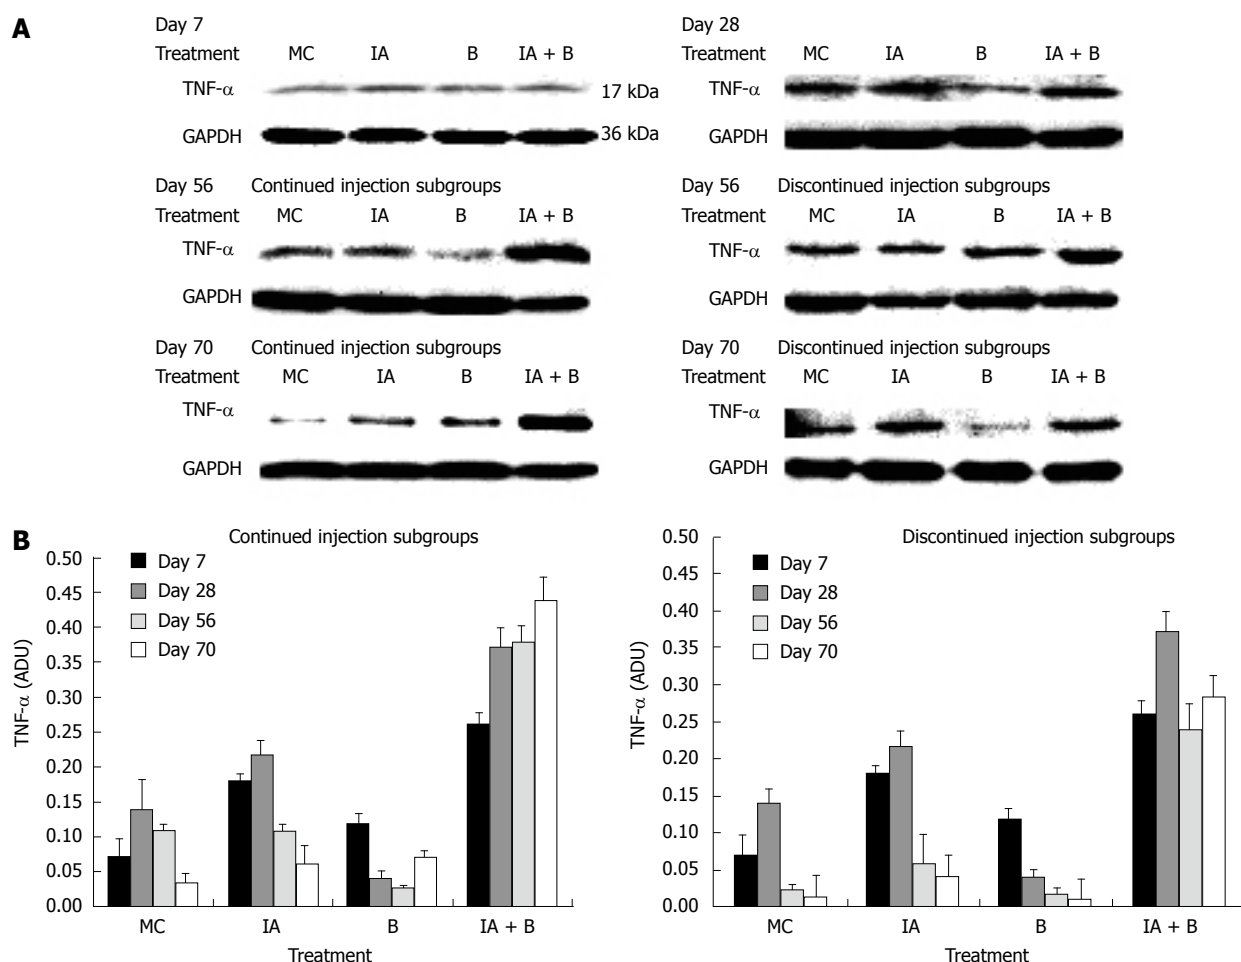 A
Day 7
Treatment MC IA B IA + B
TNF-α 17 kDa
GAPDH 36 kDa
Day 28
Treatment MC IA B IA + B
TNF-α
GAPDH
Day 56 Continued injection subgroups
Treatment MC IA B IA + B
TNF-α
GAPDH
Day 56 Discontinued injection subgroups
Treatment MC IA B IA + B
TNF-α
GAPDH
Day 70 Continued injection subgroups
Treatment MC IA B IA + B
TNF-α
GAPDH
Day 70 Discontinued injection subgroups
Treatment MC IA B IA + B
TNF-α
GAPDH
B
Continued injection subgroups
Day 7
Day 28
Day 56
Day 70
TNF-α (ADU)
0.50
0.45
0.40
0.35
0.30
0.25
0.20
0.15
0.10
0.05
0.00
MC IA B IA + B
Treatment
Discontinued injection subgroups
Day 7
Day 28
Day 56
Day 70
TNF-α (ADU)
0.50
0.45
0.40
0.35
0.30
0.25
0.20
0.15
0.10
0.05
0.00
MC IA B IA + B
Treatment